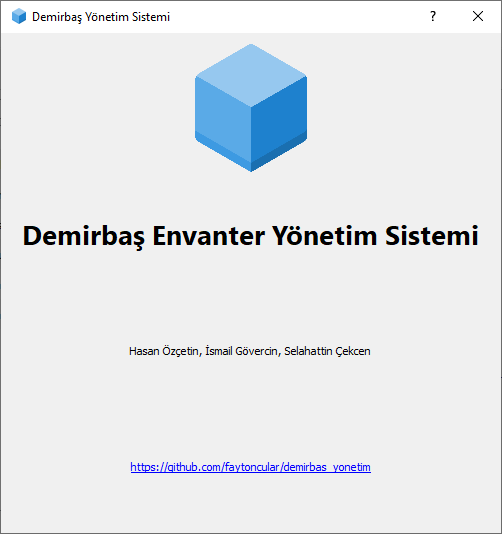 Demirbaş Yönetim Sistemi
Demirbaş Envanter Yönetim Sistemi
Hasan Özçetin, İsmail Gövercin, Selahattin Çekcen
https://github.com/faytoncular/demirbas_yonetim